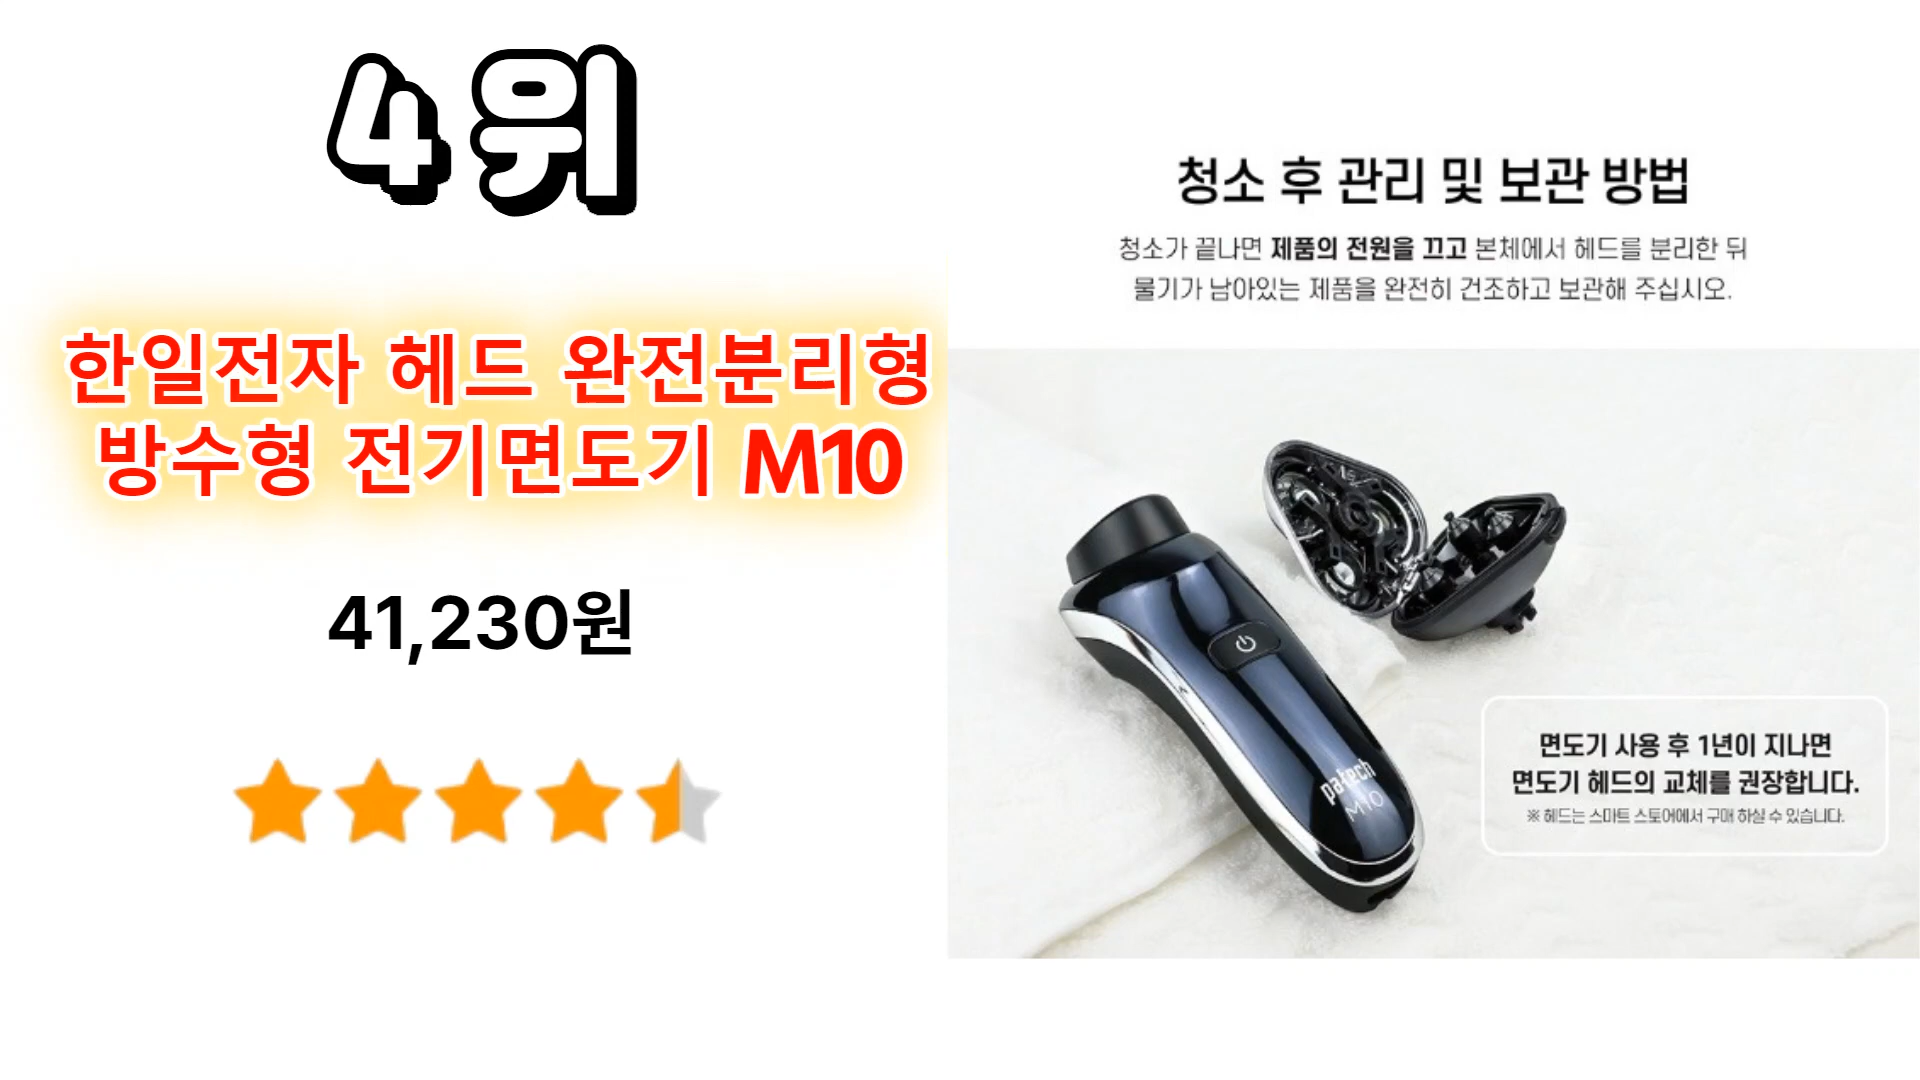 4위
한일전자 헤드 완전분리형
방수형 전기면도기 M10
41,230원
청소 후 관리 및 보관 방법
청소가 끝나면 제품의 전원을 끄고 본체에서 헤드를 분리한 뒤
물기가 남아있는 제품을 완전히 건조하고 보관해 주십시오.
patech
M10
면도기 사용 후 1년이 지나면
면도기 헤드의 교체를 권장합니다.
※ 헤드는 스마트 스토어에서 구매 하실 수 있습니다.